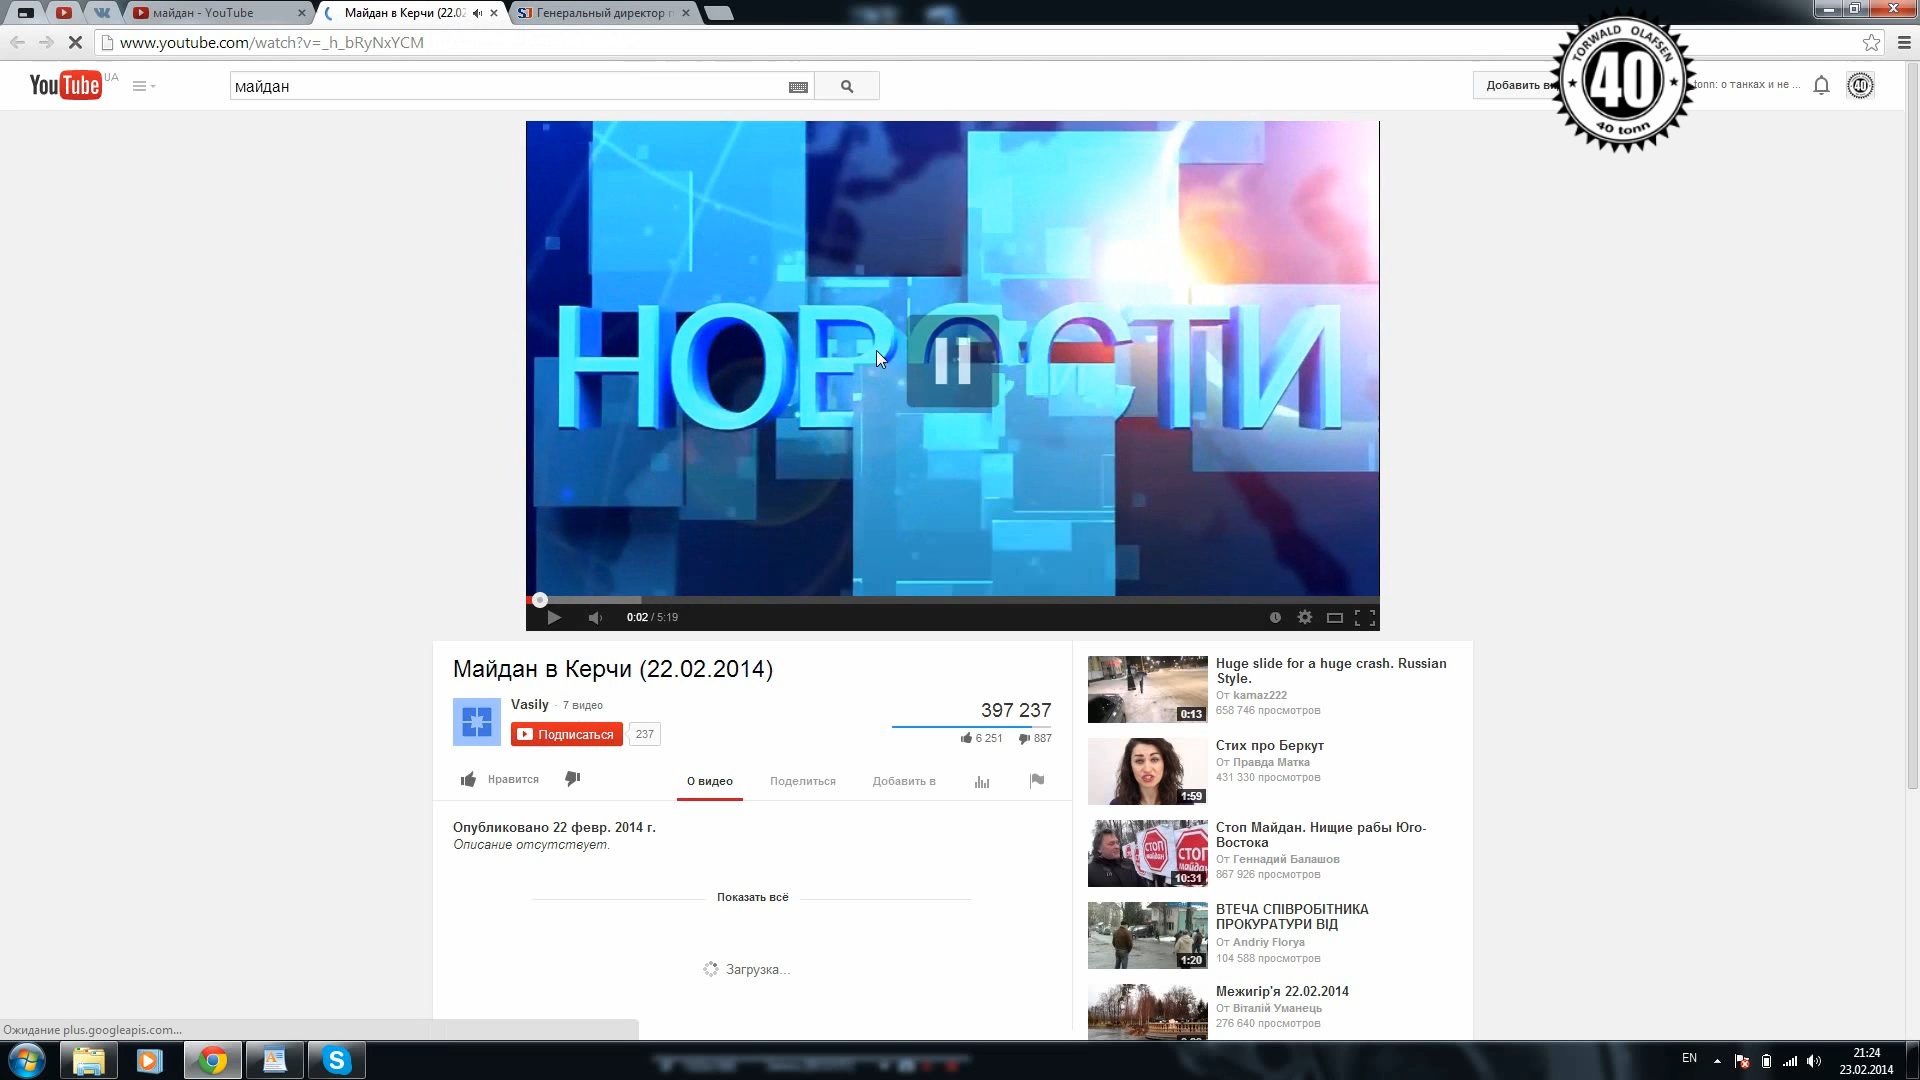 майдан - YouTube
Майдан в Керчи (22.02
Генеральный директор
www.youtube.com/watch?v=_h_bRyNxYCM
YouTube UA
майдан
Добавить ви
tonn: о танках и не ...
TORWALD OLAFSEN
40
40 tonn
НОВОСТИ
0:02 / 5:19
Майдан в Керчи (22.02.2014)
Vasily · 7 видео
Подписаться 237
397 237
6 251 887
Нравится
О видео Поделиться Добавить в
Опубликовано 22 февр. 2014 г.
Описание отсутствует.
Показать всё
Загрузка...
Huge slide for a huge crash. Russian
Style.
От kamaz222
658 746 просмотров
0:13
Стих про Беркут
От Правда Матка
431 330 просмотров
1:59
Стоп Майдан. Нищие рабы Юго-
Востока
От Геннадий Балашов
867 926 просмотров
СТОП
майдан
10:31
ВТЕЧА СПІВРОБІТНИКА
ПРОКУРАТУРИ ВІД
От Andriy Florya
104 588 просмотров
1:20
Межигір'я 22.02.2014
От Віталій Уманець
276 640 просмотров
Ожидание plus.googleapis.com...
EN
21:24
23.02.2014